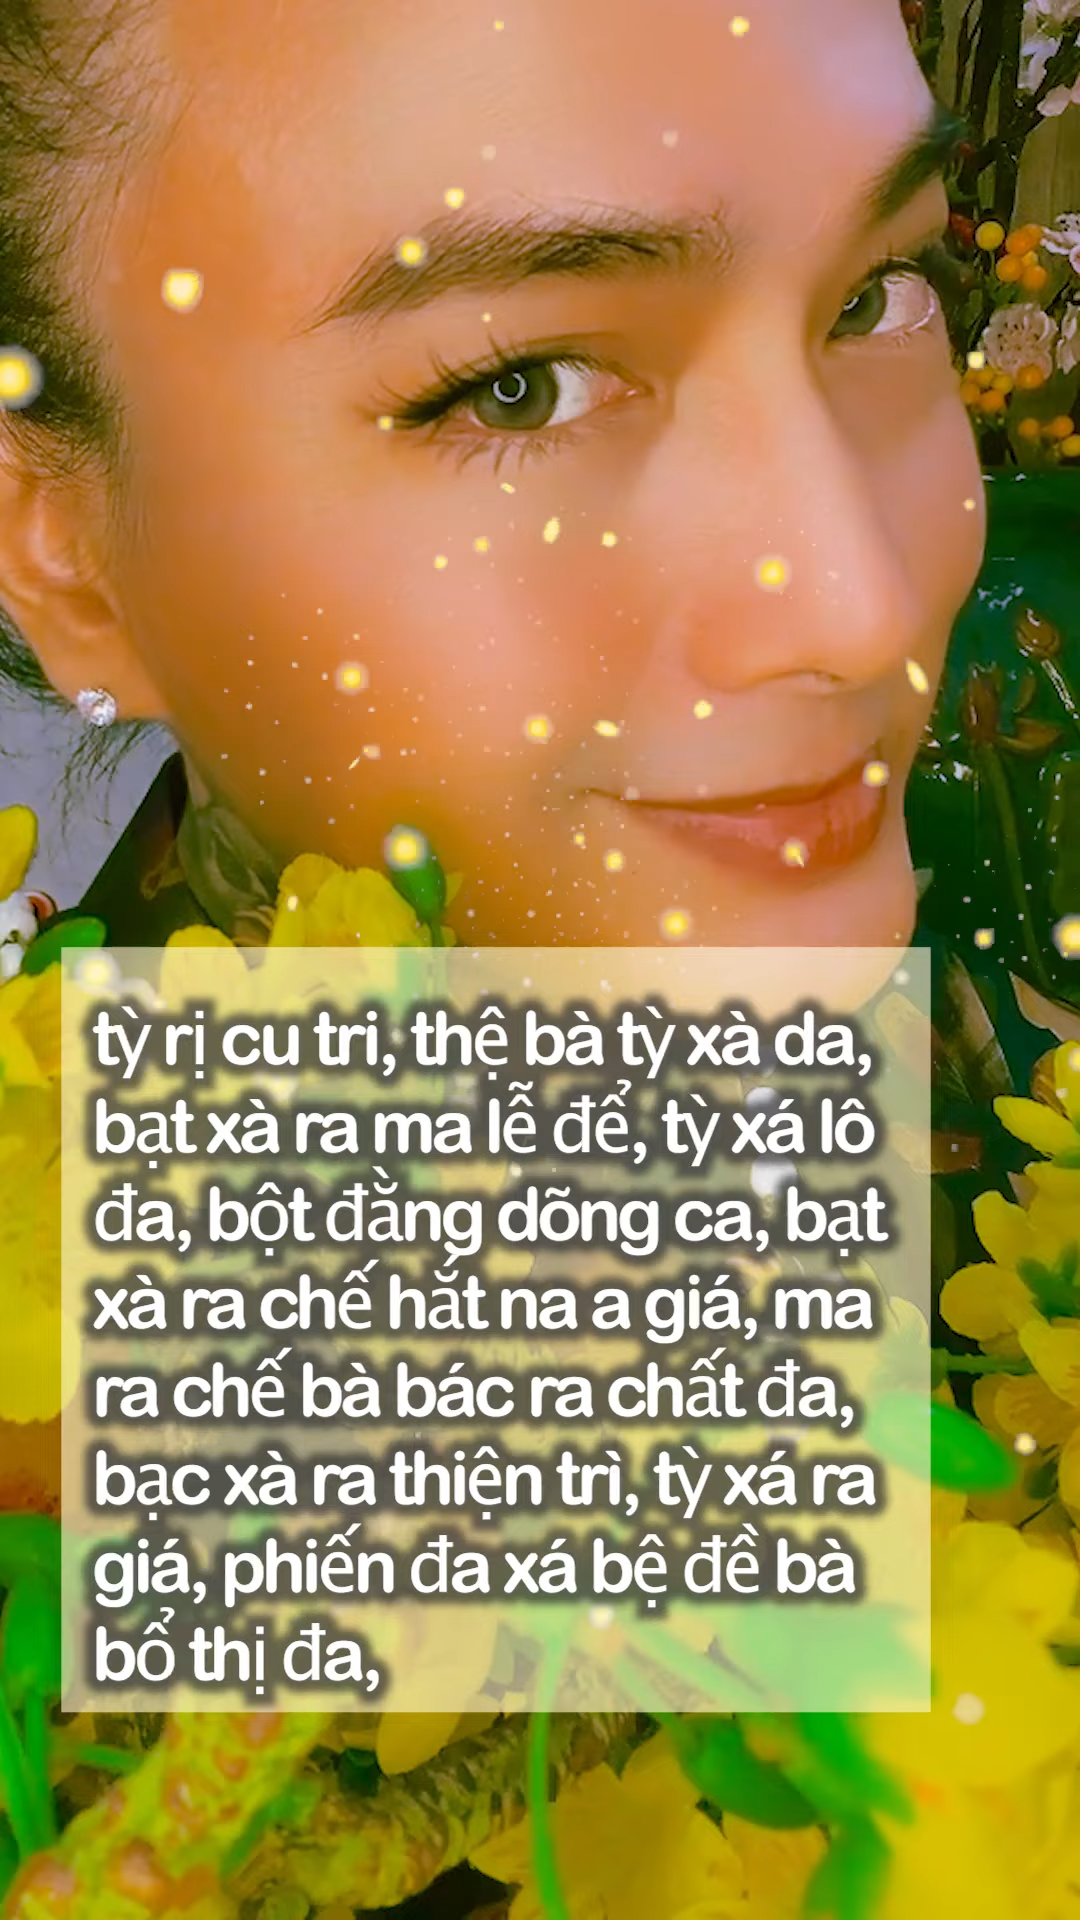 tỳ rị cu tri, thệ bà tỳ xà da,
bạt xà ra ma lễ để, tỳ xá lô
đa, bột đằng dõng ca, bạt
xà ra chế hắt na a giá, ma
ra chế bà bác ra chất đa,
bạc xà ra thiện trì, tỳ xá ra
giá, phiến đa xá bệ đề bà
bổ thị đa,